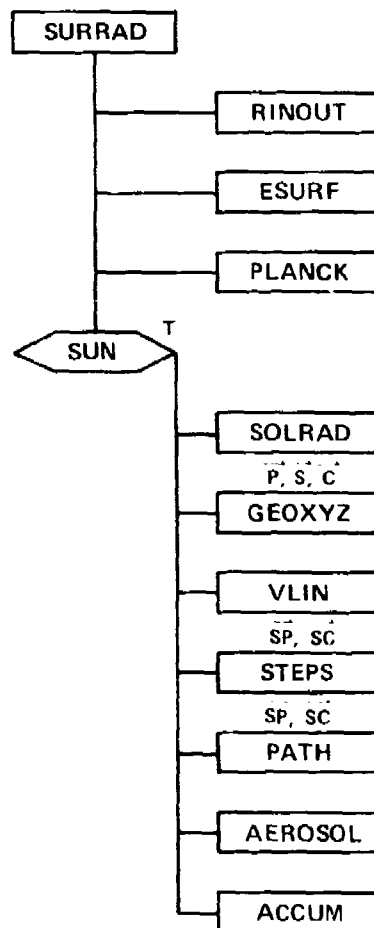 SURRAD
RINOUT
ESURF
PLANCK
T
SUN
SOLRAD
P, S, C
GEOXYZ
VLIN
SP, SC
STEPS
SP, SC
PATH
AEROSOL
ACCUM